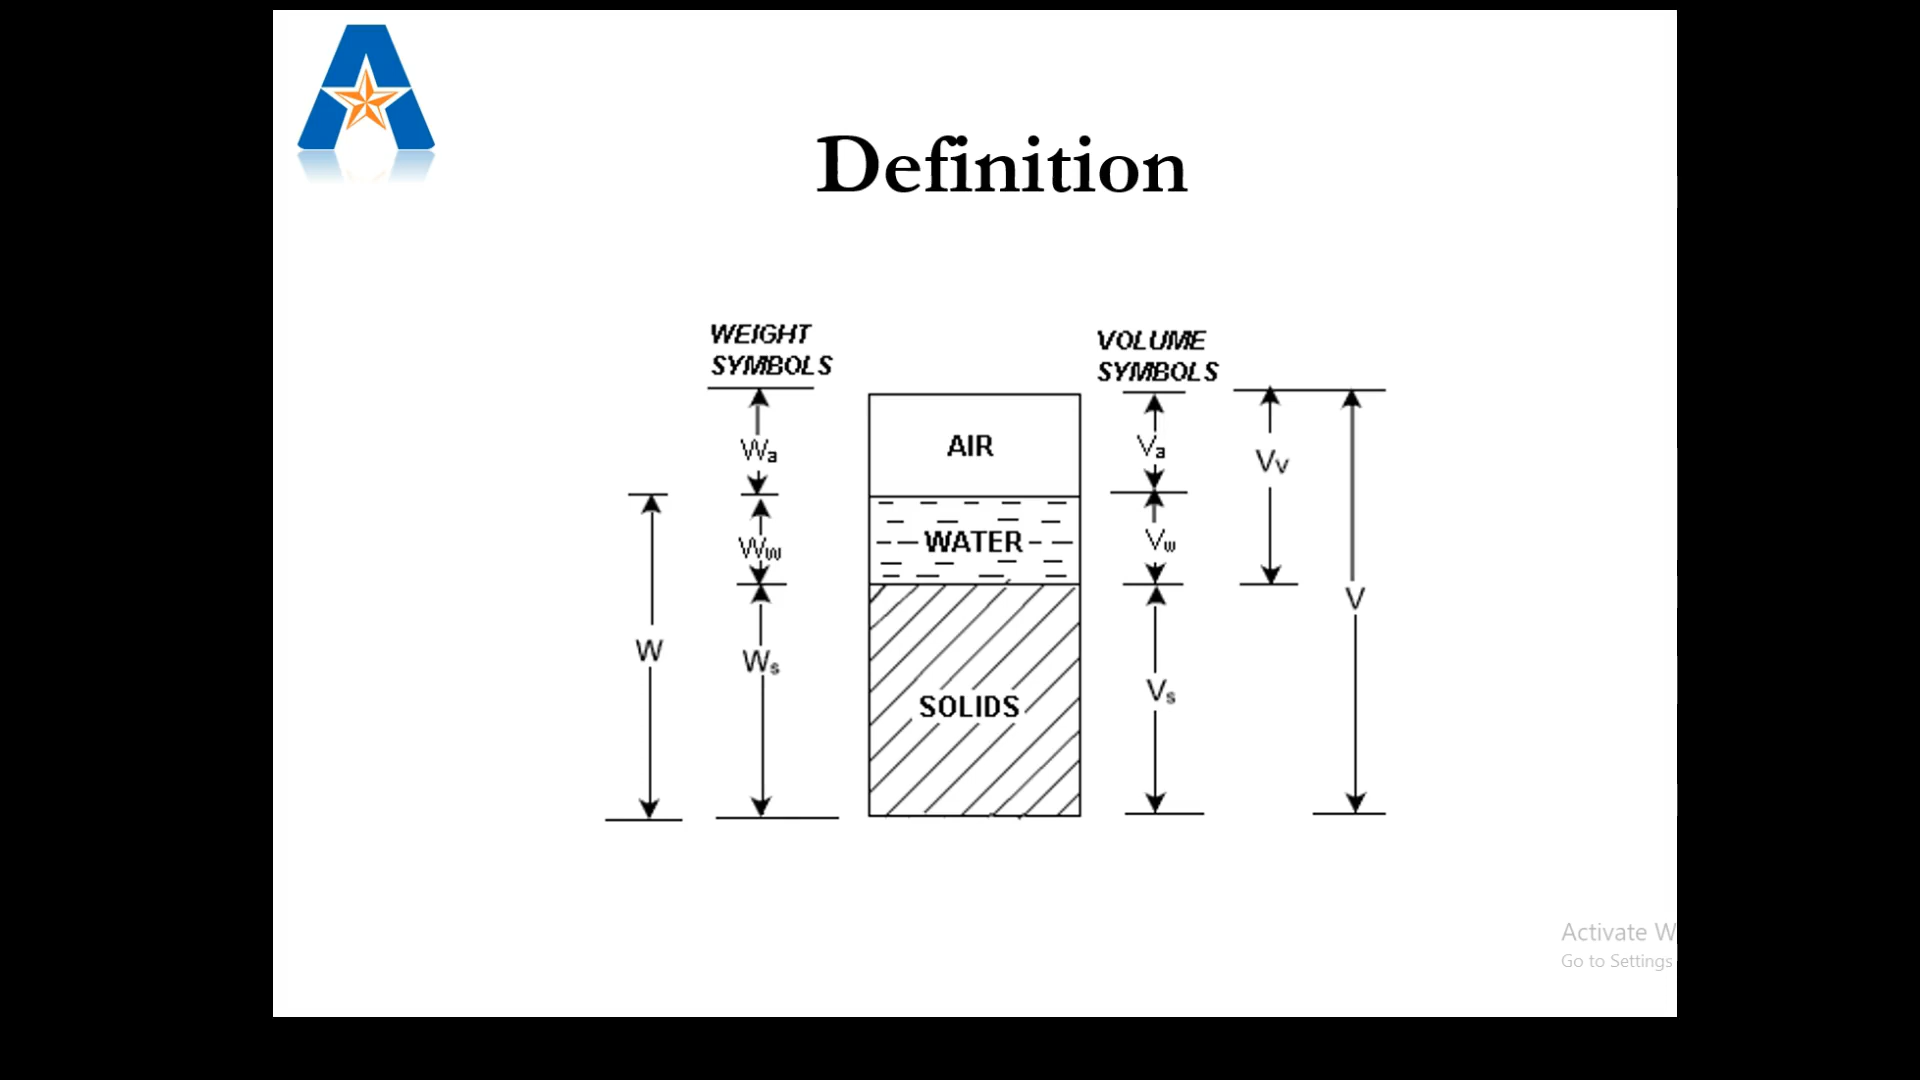 Definition
WEIGHT
SYMBOLS
VOLUME
SYMBOLS
Wa
AIR
Va
Vv
Ww
WATER
Vw
V
W
Ws
Vs
SOLIDS
Activate W
Go to Settings